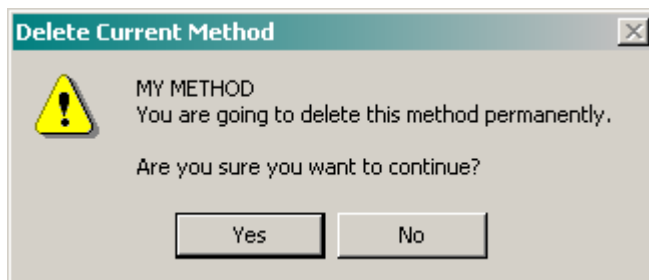 Delete Current Method
MY METHOD
You are going to delete this method permanently.
Are you sure you want to continue?
Yes
No